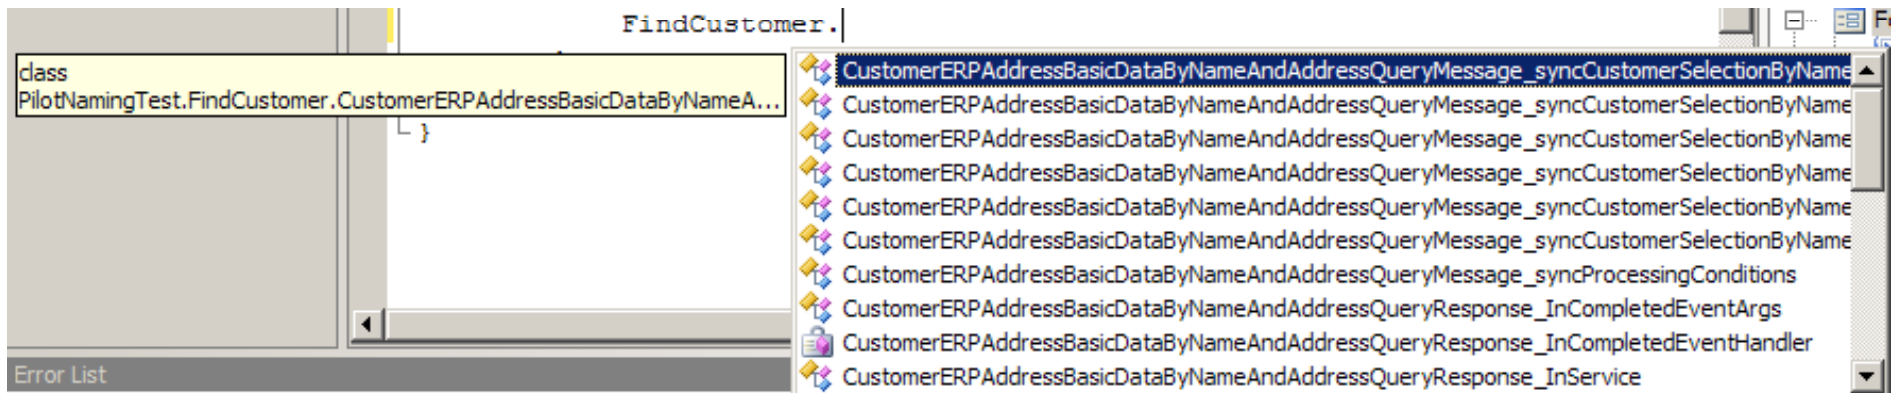 FindCustomer.
class
PilotNamingTest.FindCustomer.CustomerERPAddressBasicDataByNameA...
}
CustomerERPAddressBasicDataByNameAndAddressQueryMessage_syncCustomerSelectionByName
CustomerERPAddressBasicDataByNameAndAddressQueryMessage_syncCustomerSelectionByName
CustomerERPAddressBasicDataByNameAndAddressQueryMessage_syncCustomerSelectionByName
CustomerERPAddressBasicDataByNameAndAddressQueryMessage_syncCustomerSelectionByName
CustomerERPAddressBasicDataByNameAndAddressQueryMessage_syncCustomerSelectionByName
CustomerERPAddressBasicDataByNameAndAddressQueryMessage_syncCustomerSelectionByName
CustomerERPAddressBasicDataByNameAndAddressQueryMessage_syncProcessingConditions
CustomerERPAddressBasicDataByNameAndAddressQueryResponse_InCompletedEventArgs
CustomerERPAddressBasicDataByNameAndAddressQueryResponse_InCompletedEventHandler
CustomerERPAddressBasicDataByNameAndAddressQueryResponse_InService
Error List